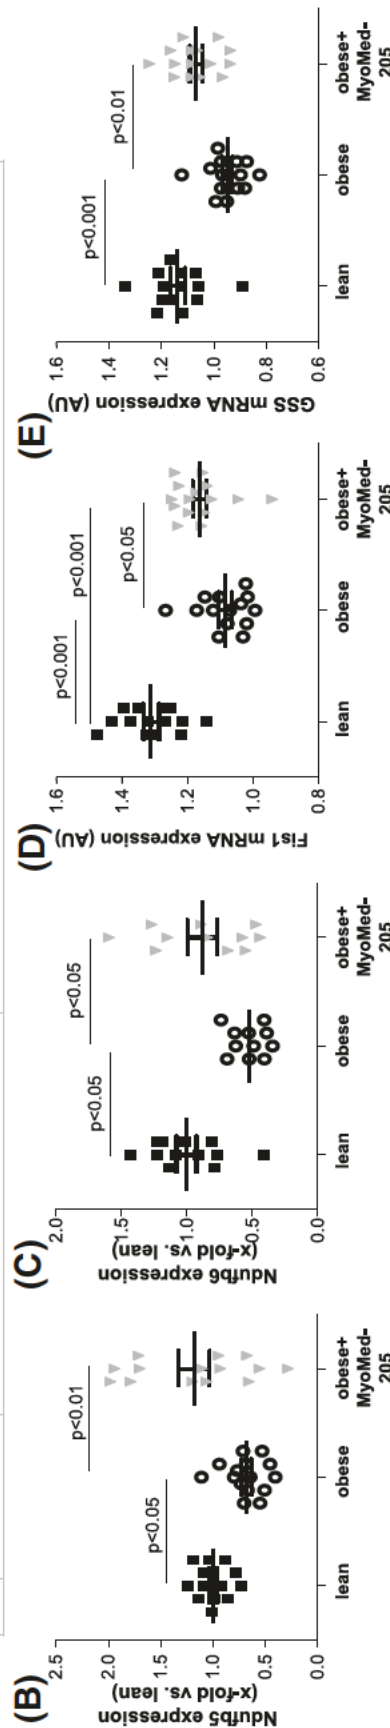 (B)
Ndufb5 expression
(x-fold vs. lean)
2.5
2.0
1.5
1.0
0.5
0.0
p<0.05
p<0.01
lean
obese
obese+
MyoMed-
205
(C)
Ndufb6 expression
(x-fold vs. lean)
2.0
1.5
1.0
0.5
0.0
p<0.05
p<0.05
lean
obese
obese+
MyoMed-
205
(D)
Fis1 mRNA expression (AU)
1.6
1.4
1.2
1.0
0.8
p<0.001
p<0.001
p<0.05
lean
obese
obese+
MyoMed-
205
(E)
GSS mRNA expression (AU)
1.6
1.4
1.2
1.0
0.8
0.6
p<0.001
p<0.01
lean
obese
obese+
MyoMed-
205